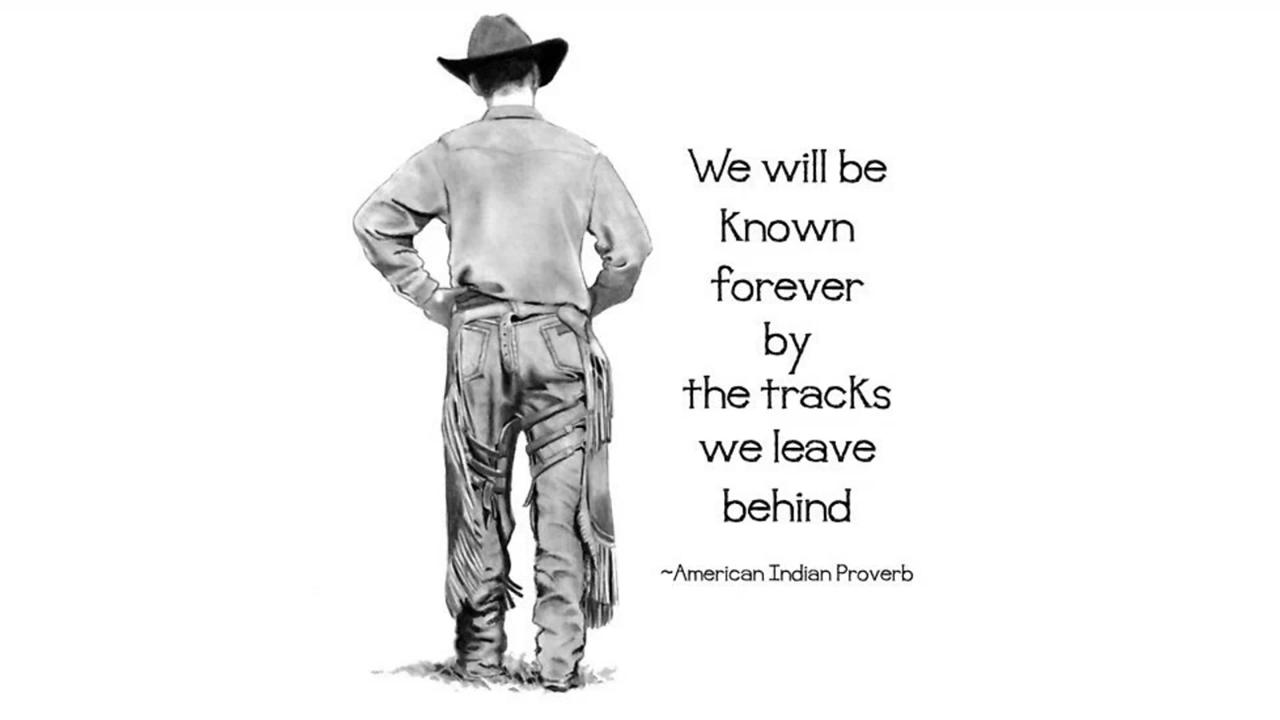 We will be
Known
forever
by
the tracks
we leave
behind
~American Indian Proverb